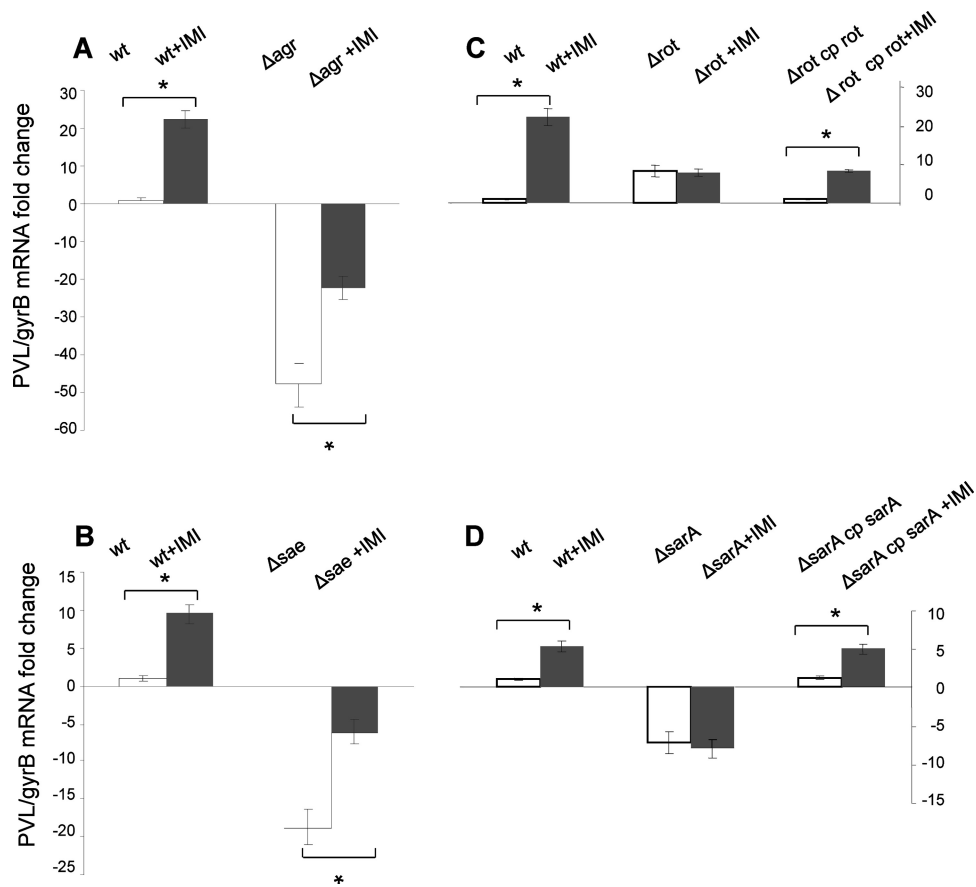 A
wt
wt+IMI
Δagr
Δagr +IMI
*
PVL/gyrB mRNA fold change
30
20
10
0
-10
-20
-30
-40
-50
-60
*
C
wt
wt+IMI
Δrot
Δrot +IMI
Δrot cp rot
Δ rot cp rot+IMI
*
*
30
20
10
0
B
wt
wt+IMI
Δsae
Δsae +IMI
*
PVL/gyrB mRNA fold change
15
10
5
0
-5
-10
-15
-20
-25
*
D
wt
wt+IMI
ΔsarA
ΔsarA+IMI
ΔsarA cp sarA
ΔsarA cp sarA +IMI
*
*
10
5
0
-5
-10
-15